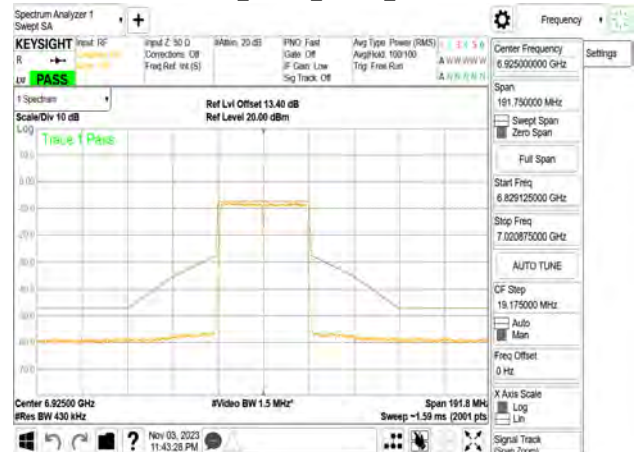 Spectrum Analyzer 1
Swept SA
Frequency
KEYSIGHT
Input: RF
Input Z: 50 Ω
Corrections: Off
Freq Ref: Int (S)
#Atten: 20 dB
PNO: Fast
Gate: Off
IF Gain: Low
Sig Track: Off
Avg Type: Power (RMS)
Avg|Hold: 100/100
Trig: Free Run
A W W W W W
A N N N N N
R
PASS
Center Frequency
6.925000000 GHz
Settings
Span
191.750000 MHz
Swept Span
Zero Span
Full Span
Start Freq
6.829125000 GHz
Stop Freq
7.020875000 GHz
AUTO TUNE
CF Step
19.175000 MHz
Auto
Man
Freq Offset
0 Hz
X Axis Scale
Log
Lin
Signal Track
(Span Zoom)
1 Spectrum
Scale/Div 10 dB
Ref Lvl Offset 13.40 dB
Ref Level 20.00 dBm
Log
Trace 1 Pass
10.0
0.00
Center 6.92500 GHz
#Res BW 430 kHz
#Video BW 1.5 MHz*
Span 191.8 MHz
Sweep ~1.59 ms (2001 pts
Nov 03, 2023
11:43:28 PM